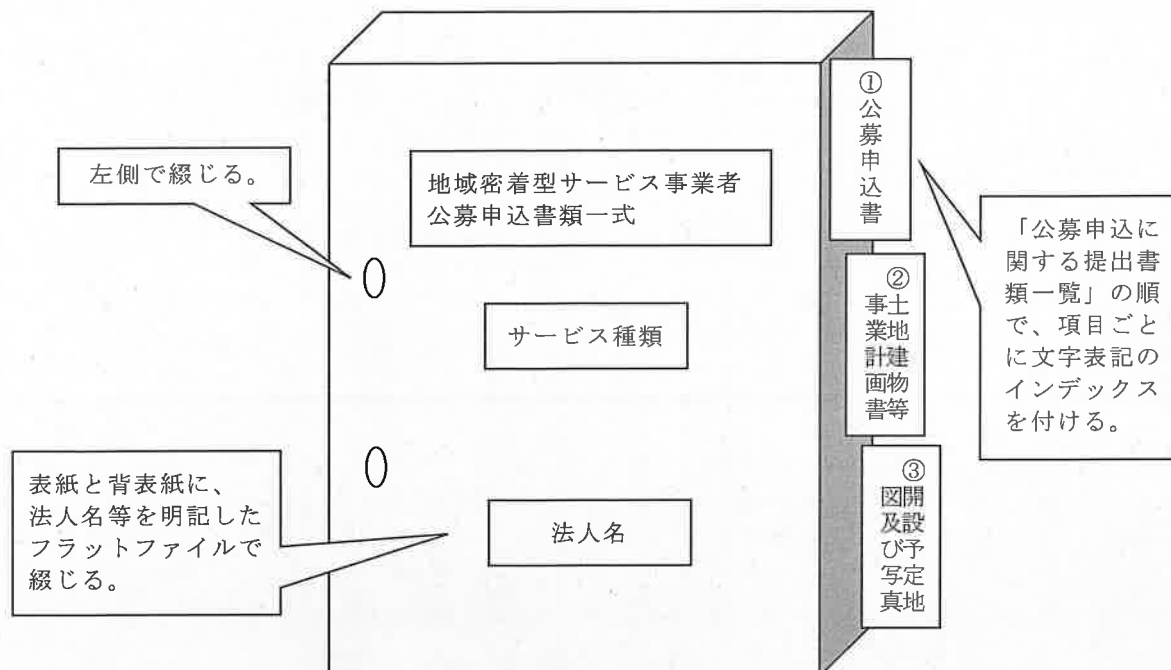 左側で綴じる。
地域密着型サービス事業者
公募申込書類一式
サービス種類
法人名
表紙と背表紙に、
法人名等を明記した
フラットファイルで
綴じる。
①公募申込書
②土地建物等
事業計画書
③開設予定地
図及び写真
「公募申込に
関する提出書
類一覧」の順
で、項目ごと
に文字表記の
インデックス
を付ける。